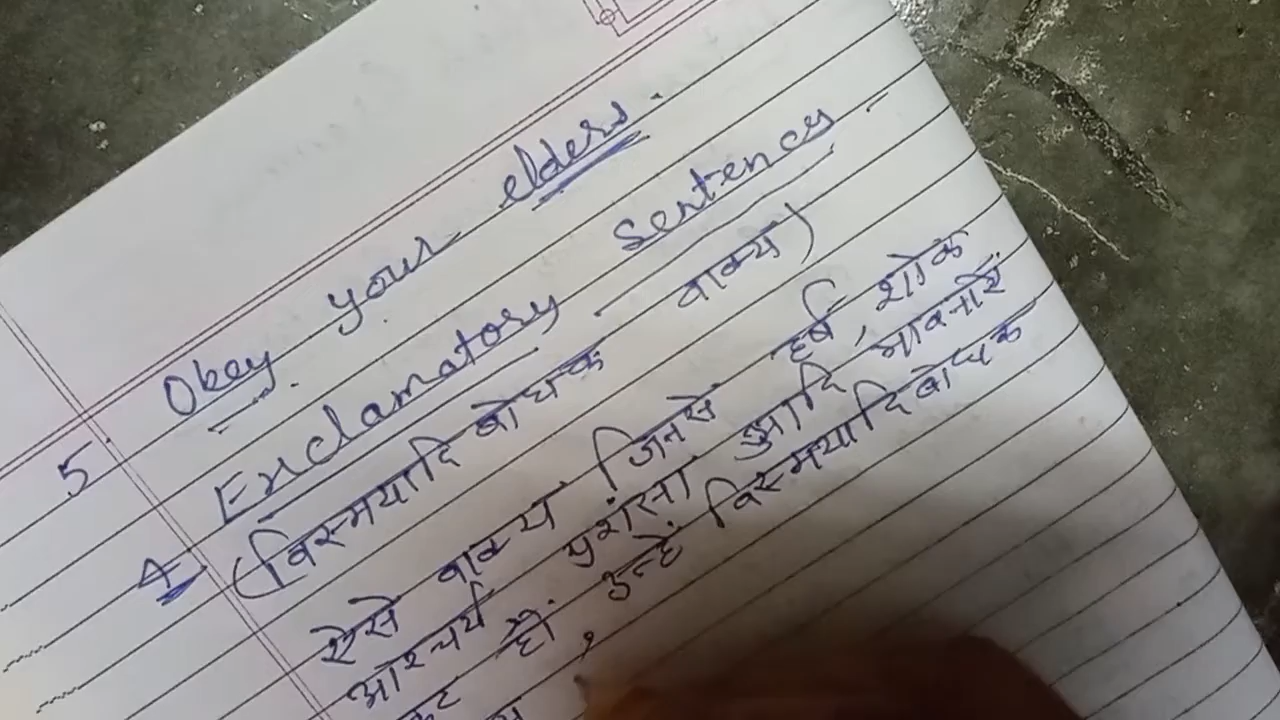 5 Obey your elders.
4 Exclamatory Sentences -
(विस्मयादि बोधक वाक्य)
ऐसे वाक्य जिनसे हर्ष, शोक
आश्चर्य प्रशंसा आदि भावनाएँ
हो, उन्हें विस्मयादिबोधक